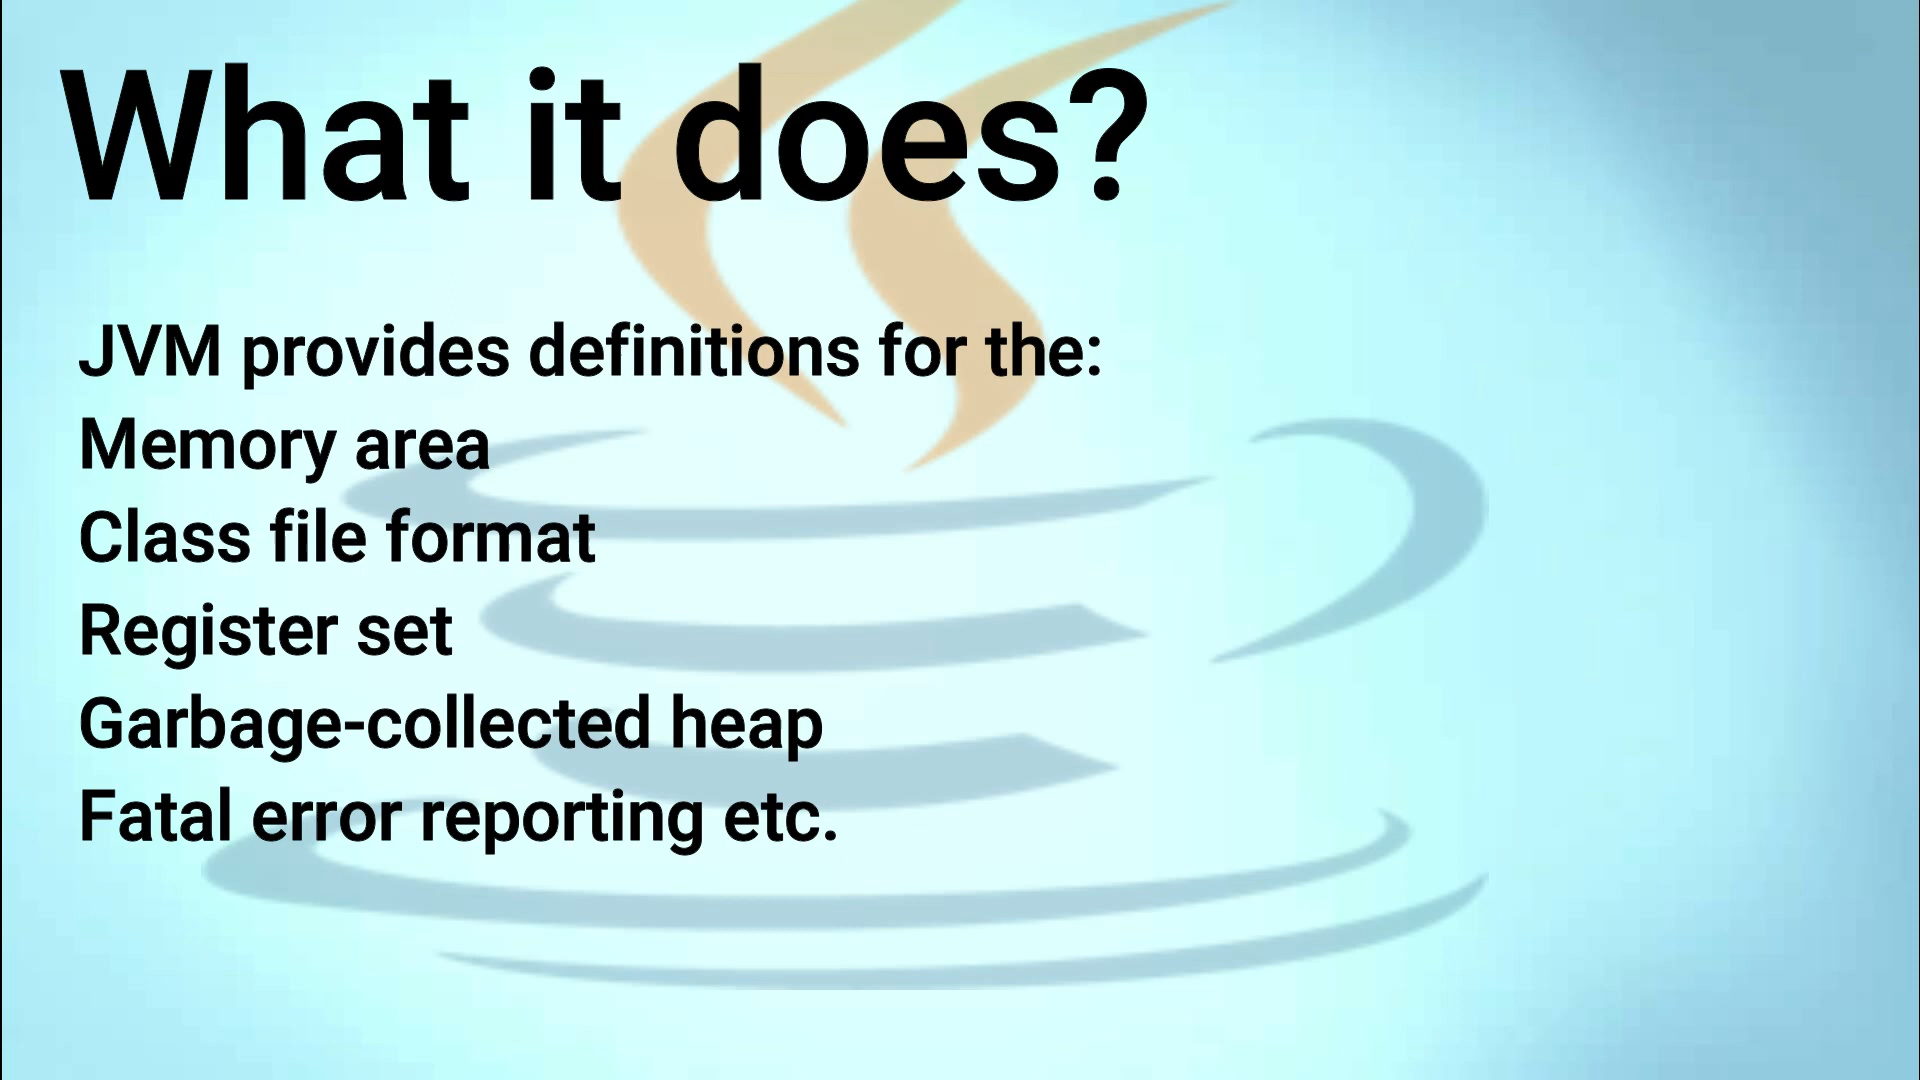 What it does?
JVM provides definitions for the:
Memory area
Class file format
Register set
Garbage-collected heap
Fatal error reporting etc.